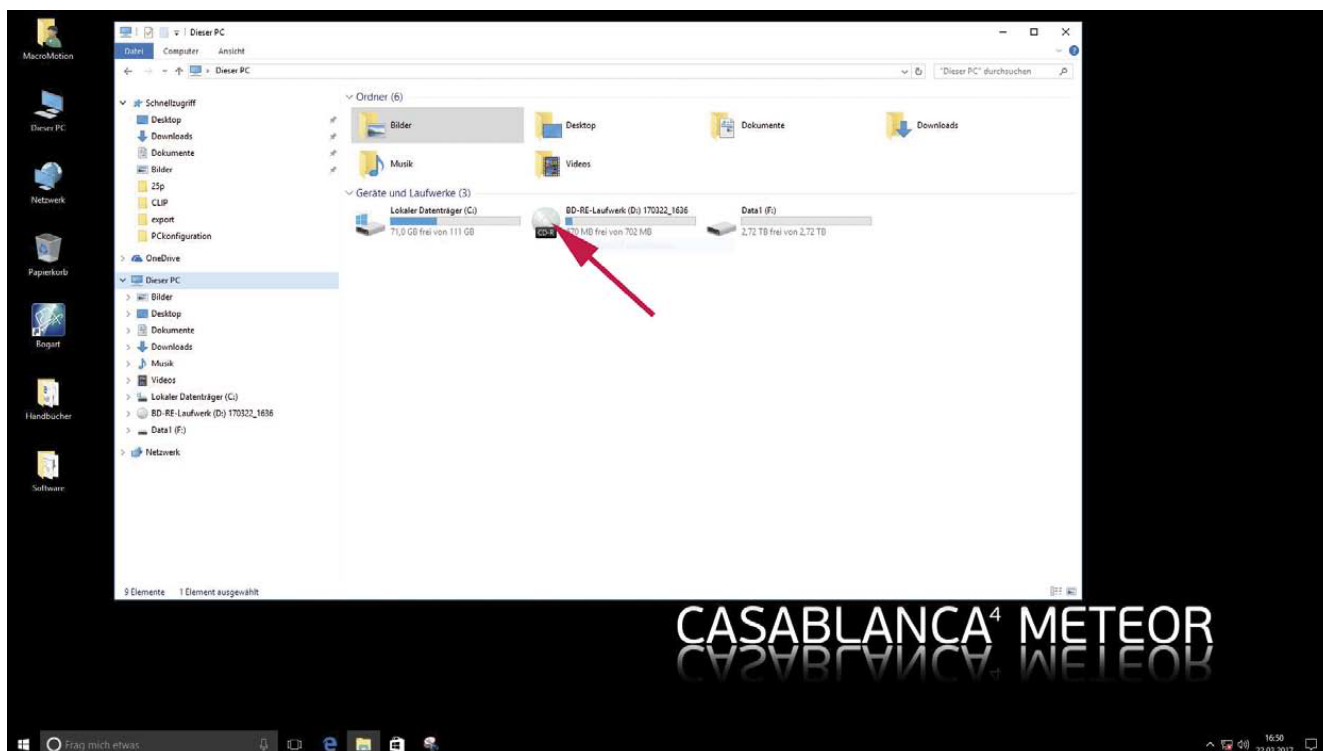 MacroMotion
Dieser PC
Netzwerk
Papierkorb
Bogart
Handbücher
Software
Dieser PC
Datei Computer Ansicht
Dieser PC
"Dieser PC" durchsuchen
Schnellzugriff
Desktop
Downloads
Dokumente
Bilder
25p
CLIP
export
PCkonfiguration
OneDrive
Dieser PC
Bilder
Desktop
Dokumente
Downloads
Musik
Videos
Lokaler Datenträger (C:)
BD-RE-Laufwerk (D:) 170322_1636
Data1 (F:)
Netzwerk
Ordner (6)
Bilder Desktop Dokumente Downloads
Musik Videos
Geräte und Laufwerke (3)
Lokaler Datenträger (C:) BD-RE-Laufwerk (D:) 170322_1636 Data1 (F:)
71,0 GB frei von 111 GB CD-R MB frei von 702 MB 2,72 TB frei von 2,72 TB
9 Elemente 1 Element ausgewählt
CASABLANCA⁴ METEOR
Frag mich etwas
16:50
22.03.2017